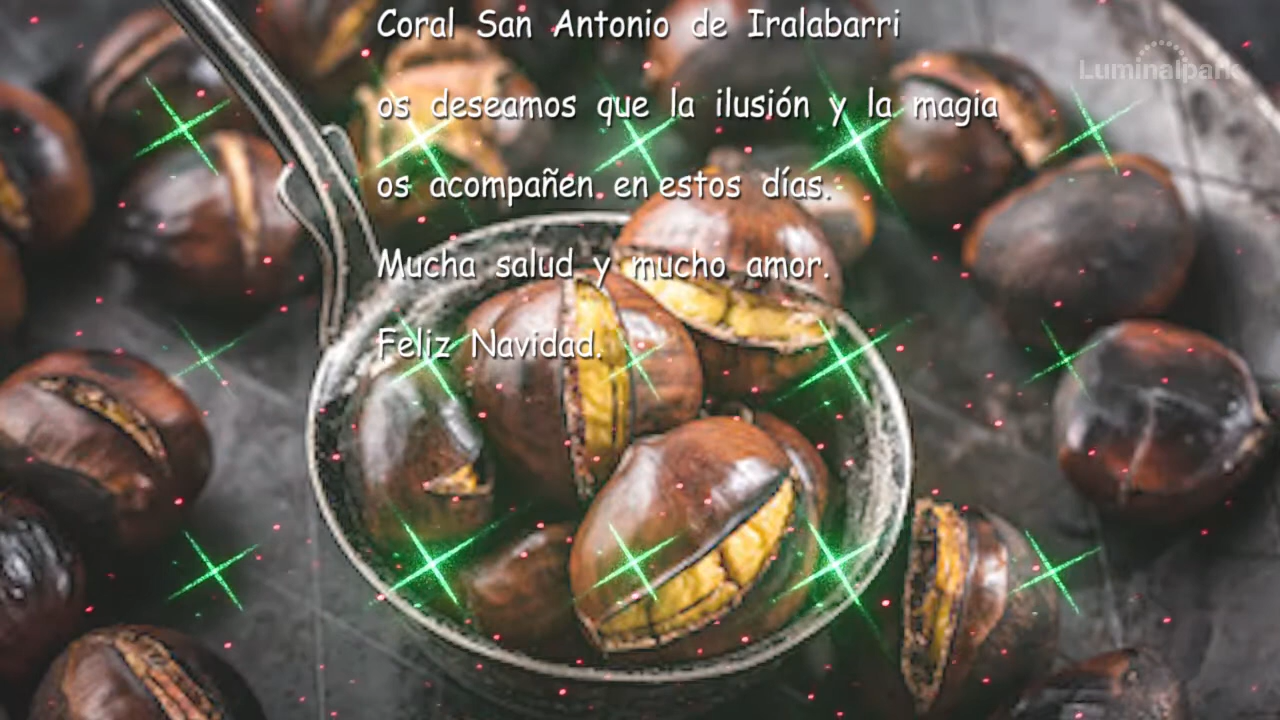 Coral San Antonio de Iralabarri
Luminalpark
os deseamos que la ilusión y la magia
os acompañen en estos días.
Mucha salud y mucho amor.
Feliz Navidad.